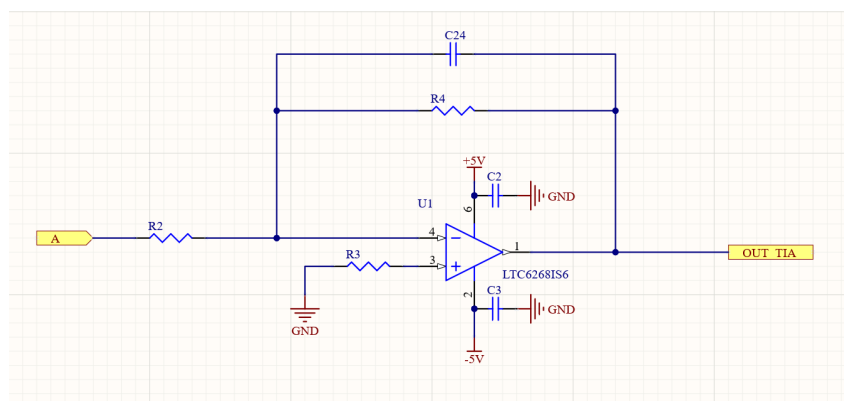 C24
R4
+5V
C2
GND
U1
6
R2
A
4
1
OUT_TIA
R3
3
LTC6268IS6
2
C3
GND
GND
-5V